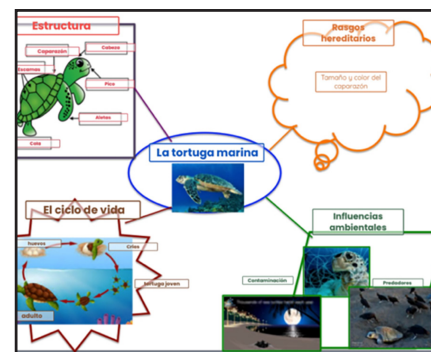 Estructura
Cabeza
Caparazón
Escamas
Pico
Aletas
Cola
Rasgos
hereditarios
Tamaño y color del
caparazón
La tortuga marina
El ciclo de vida
huevos
Crías
tortuga joven
adulto
Influencias
ambientales
Contaminación
Predadores